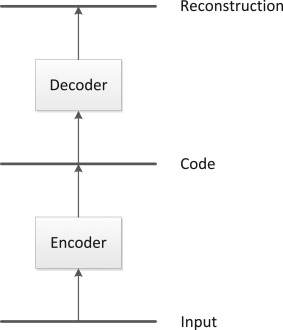 Reconstruction
Decoder
Code
Encoder
Input